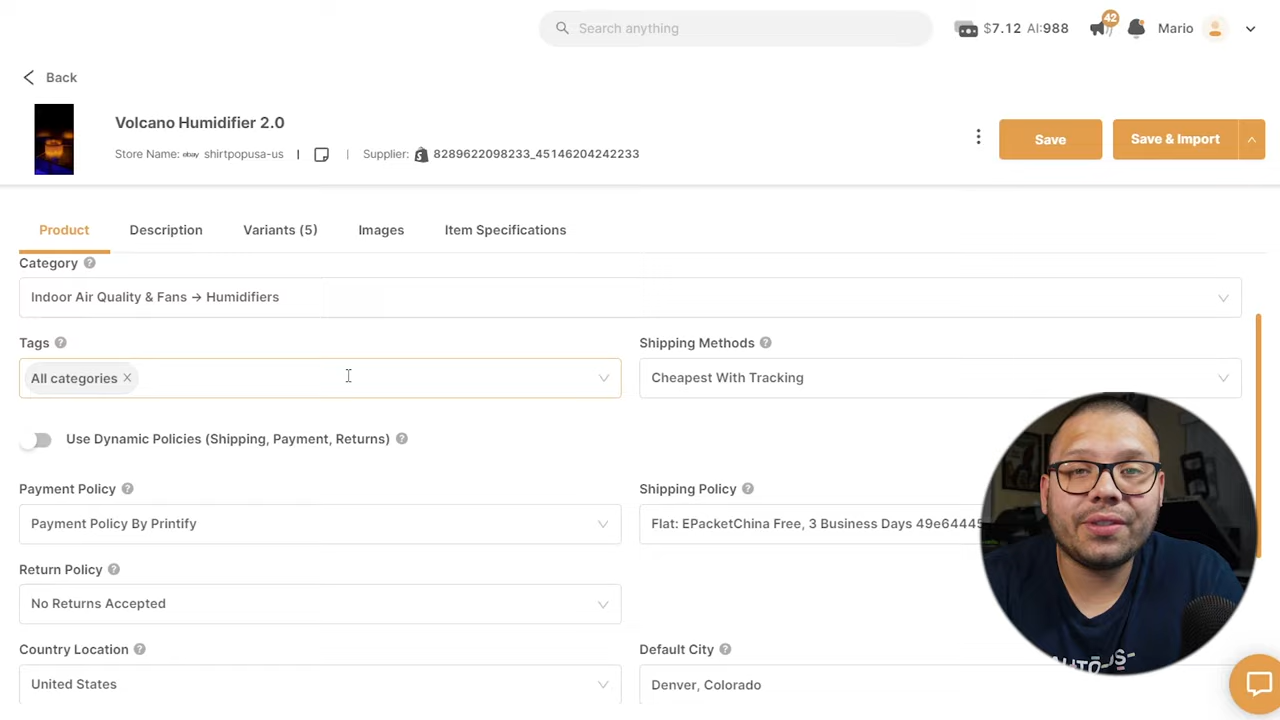 Search anything
$7.12 AI:988
42
Mario
Back
Volcano Humidifier 2.0
Store Name: ebay shirtpopusa-us | | Supplier: 8289622098233_45146204242233
Save
Save & Import
Product
Description
Variants (5)
Images
Item Specifications
Category ?
Indoor Air Quality & Fans → Humidifiers
Tags ?
Shipping Methods ?
All categories ×
Cheapest With Tracking
Use Dynamic Policies (Shipping, Payment, Returns) ?
Payment Policy ?
Shipping Policy ?
Payment Policy By Printify
Flat: EPacketChina Free, 3 Business Days 49e64445
Return Policy ?
No Returns Accepted
Country Location ?
Default City ?
United States
Denver, Colorado